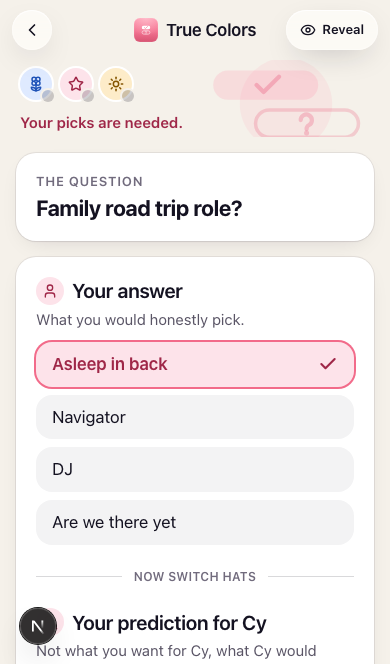 True Colors
Reveal
Your picks are needed.
?
THE QUESTION
Family road trip role?
Your answer
What you would honestly pick.
Asleep in back
Navigator
DJ
Are we there yet
NOW SWITCH HATS
N
Your prediction for Cy
Not what you want for Cy, what Cy would